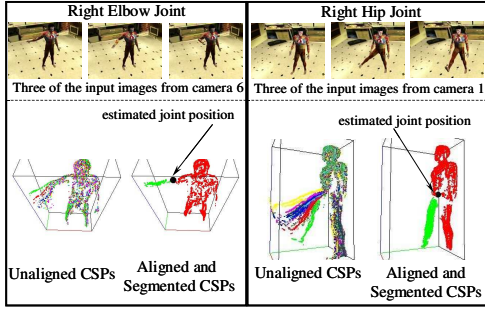 Right Elbow Joint
Three of the input images from camera 6
estimated joint position
Unaligned CSPs
Aligned and
Segmented CSPs
Right Hip Joint
Three of the input images from camera 1
estimated joint position
Unaligned CSPs
Aligned and
Segmented CSPs